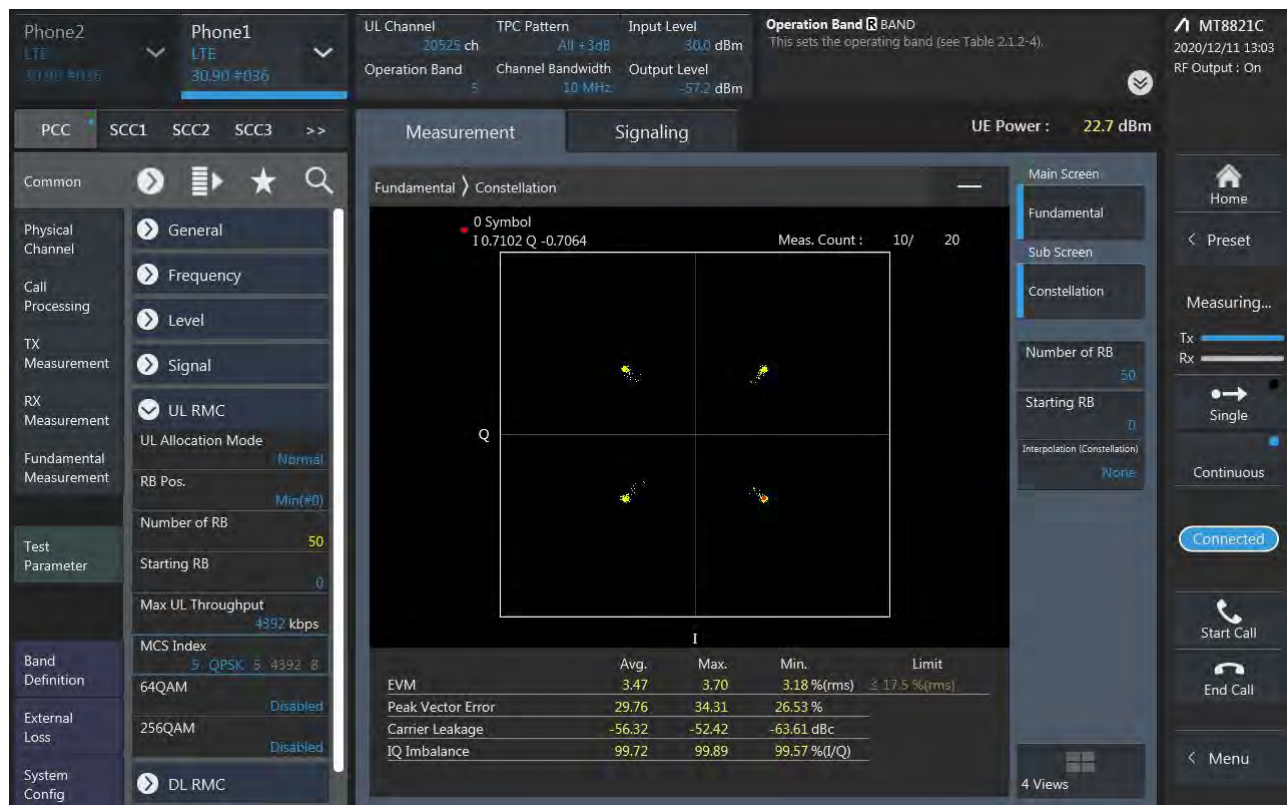 Phone2
LTE
30,90 #036
Phone1
LTE
30,90 #036
UL Channel
20525 ch
TPC Pattern
All +3dB
Input Level
30.0 dBm
Operation Band
5
Channel Bandwidth
10 MHz
Output Level
-57.2 dBm
Operation Band R BAND
This sets the operating band (see Table 2.1.2-4).
MT8821C
2020/12/11 13:03
RF Output : On
PCC SCC1 SCC2 SCC3 >>
Measurement
Signaling
UE Power : 22.7 dBm
Common
Physical
Channel
Call
Processing
TX
Measurement
RX
Measurement
Fundamental
Measurement
Test
Parameter
Band
Definition
External
Loss
System
Config
General
Frequency
Level
Signal
UL RMC
UL Allocation Mode
Normal
RB Pos.
Min(#0)
Number of RB
50
Starting RB
0
Max UL Throughput
4392 kbps
MCS Index
5 QPSK 5 4392 8
64QAM
Disabled
256QAM
Disabled
DL RMC
Fundamental Constellation
0 Symbol
I 0.7102 Q -0.7064
Meas. Count : 10/ 20
Q
I
Avg. Max. Min. Limit
EVM 3.47 3.70 3.18 %(rms) ≤ 17.5 %(rms)
Peak Vector Error 29.76 34.31 26.53 %
Carrier Leakage -56.32 -52.42 -63.61 dBc
IQ Imbalance 99.72 99.89 99.57 %(I/Q)
Main Screen
Fundamental
Sub Screen
Constellation
Number of RB
50
Starting RB
0
Interpolation (Constellation)
None
4 Views
Home
< Preset
Measuring...
Tx
Rx
Single
Continuous
Connected
Start Call
End Call
< Menu